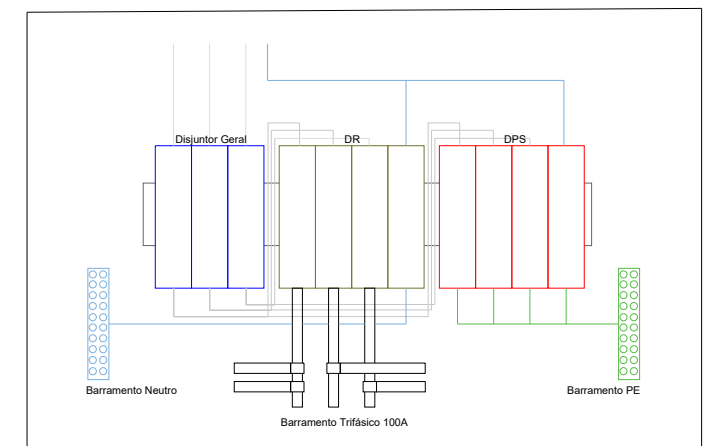 Disjuntor Geral
DR
DPS
Barramento Neutro
Barramento PE
Barramento Trifásico 100A